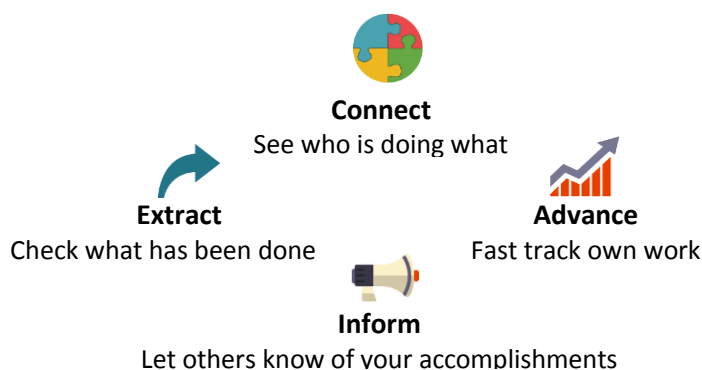 Connect
See who is doing what
Extract
Check what has been done
Advance
Fast track own work
Inform
Let others know of your accomplishments